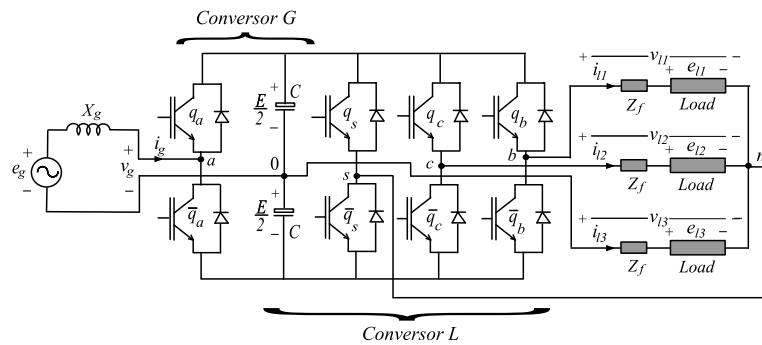 Conversor G
+ v_l1 −
i_l1 + e_l1 −
Z_f Load
+ E/2 − C
q_a q_s q_c q_b
X_g
i_g
+ e_g −
+ v_g −
a 0 s c b n
+ v_l2 −
i_l2 + e_l2 −
Z_f Load
q̅_a q̅_s q̅_c q̅_b
+ E/2 − C
+ v_l3 −
i_l3 + e_l3 −
Z_f Load
Conversor L